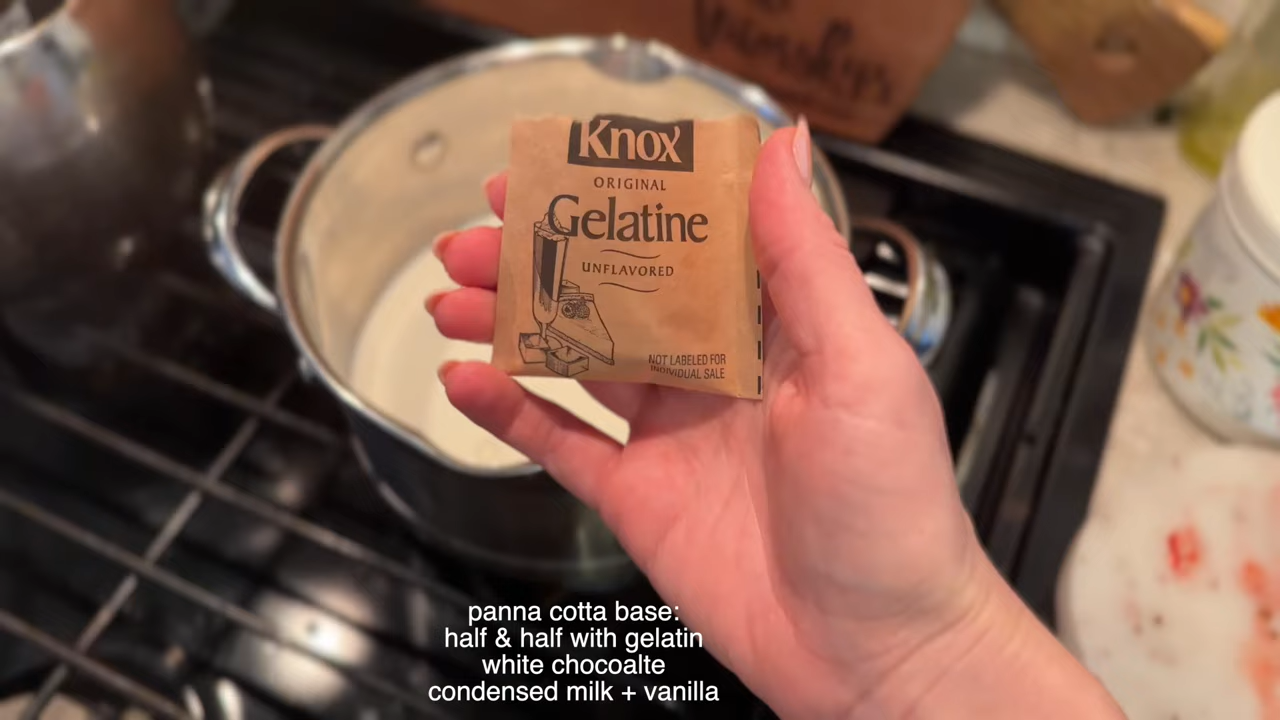 Knox
ORIGINAL
Gelatine
UNFLAVORED
NOT LABELED FOR
INDIVIDUAL SALE
panna cotta base:
half & half with gelatin
white chocoalte
condensed milk + vanilla